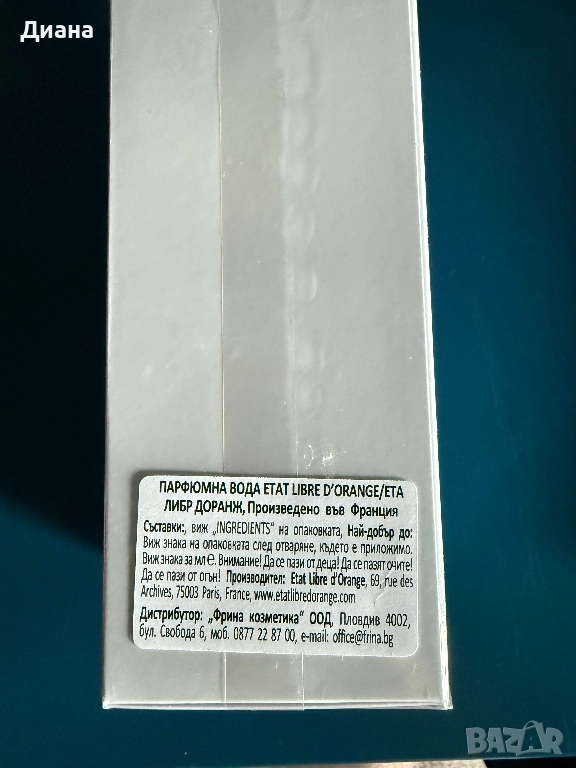 Диана
ПАРФЮМНА ВОДА ETAT LIBRE D'ORANGE/ЕТА
ЛИБР ДОРАНЖ, Произведено във Франция
Съставки:, виж „INGREDIENTS" на опаковката, Най-добър до:
Виж знака на опаковката след отваряне, където е приложимо.
Виж знака за мл℮. Внимание! Да се пази от деца! Да се пазят очите!
Да се пази от огън! Производител: Etat Libre d'Orange, 69, rue des
Archives, 75003 Paris, France, www.etatlibredorange.com
Дистрибутор: „Фрина козметика" ООД, Пловдив 4002,
бул. Свобода 6, моб. 0877 22 87 00, e-mail: office@frina.bg
BAZAR